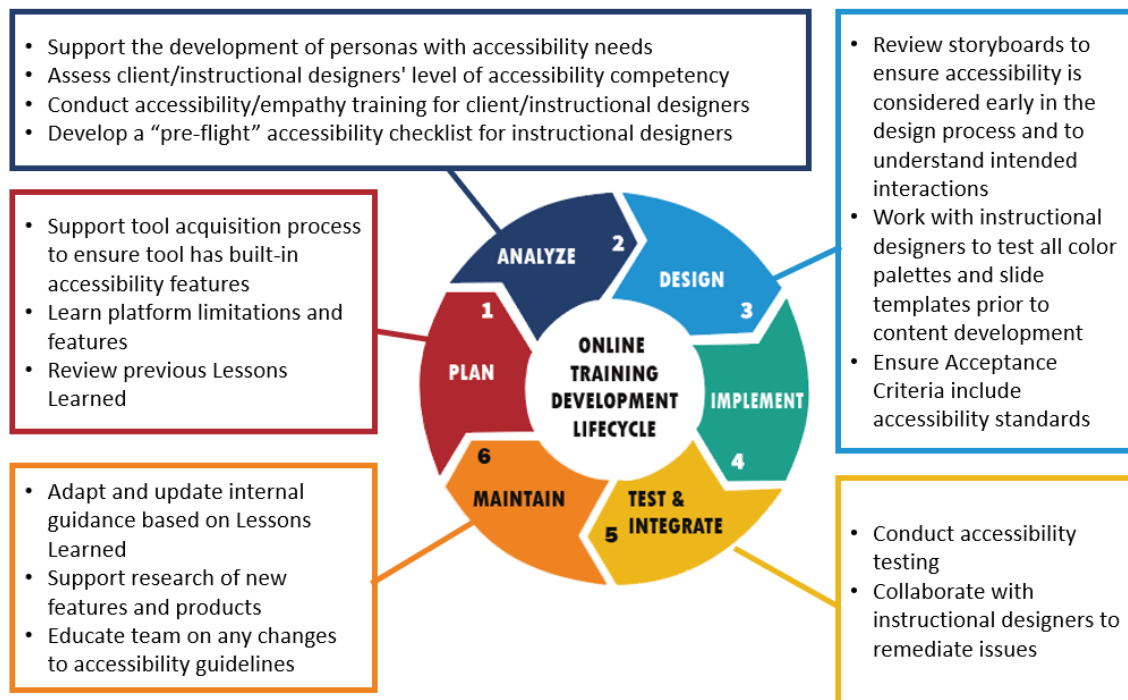 • Support the development of personas with accessibility needs
• Assess client/instructional designers' level of accessibility competency
• Conduct accessibility/empathy training for client/instructional designers
• Develop a “pre-flight” accessibility checklist for instructional designers
• Review storyboards to
ensure accessibility is
considered early in the
design process and to
understand intended
interactions
• Work with instructional
designers to test all color
palettes and slide
templates prior to
content development
• Ensure Acceptance
Criteria include
accessibility standards
• Support tool acquisition process
to ensure tool has built-in
accessibility features
• Learn platform limitations and
features
• Review previous Lessons
Learned
ONLINE
TRAINING
DEVELOPMENT
LIFECYCLE
1
PLAN
2
ANALYZE
3
DESIGN
4
IMPLEMENT
5
TEST &
INTEGRATE
6
MAINTAIN
• Adapt and update internal
guidance based on Lessons
Learned
• Support research of new
features and products
• Educate team on any changes
to accessibility guidelines
• Conduct accessibility
testing
• Collaborate with
instructional designers to
remediate issues